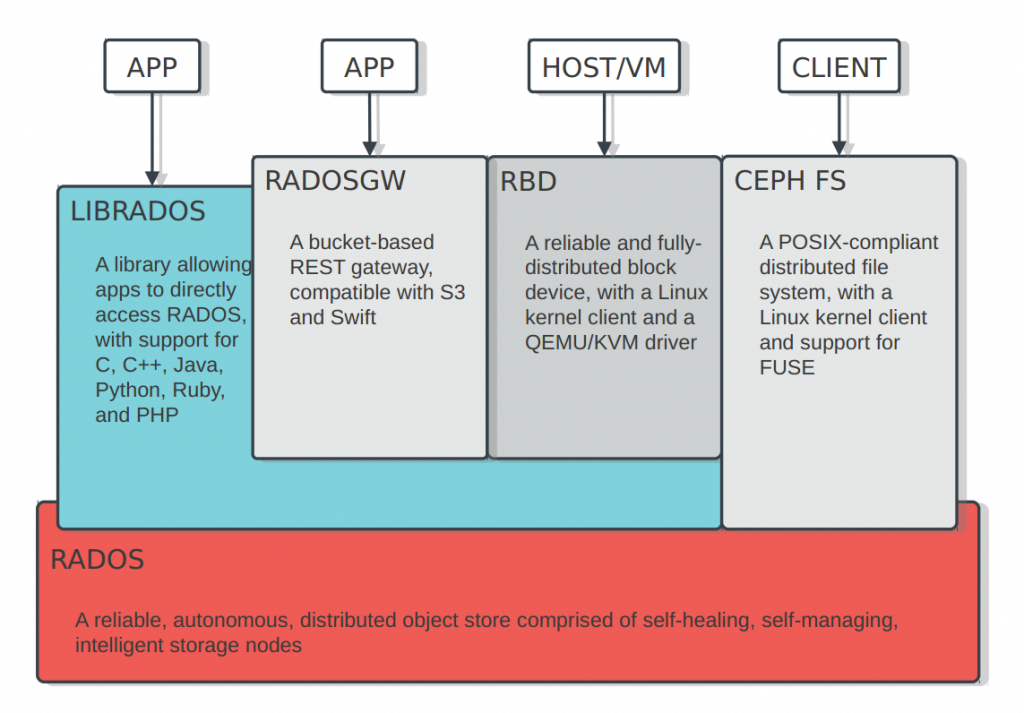 APP
APP
HOST/VM
CLIENT
LIBRADOS
A library allowing
apps to directly
access RADOS,
with support for
C, C++, Java,
Python, Ruby,
and PHP
RADOSGW
A bucket-based
REST gateway,
compatible with S3
and Swift
RBD
A reliable and fully-
distributed block
device, with a Linux
kernel client and a
QEMU/KVM driver
CEPH FS
A POSIX-compliant
distributed file
system, with a
Linux kernel client
and support for
FUSE
RADOS
A reliable, autonomous, distributed object store comprised of self-healing, self-managing,
intelligent storage nodes